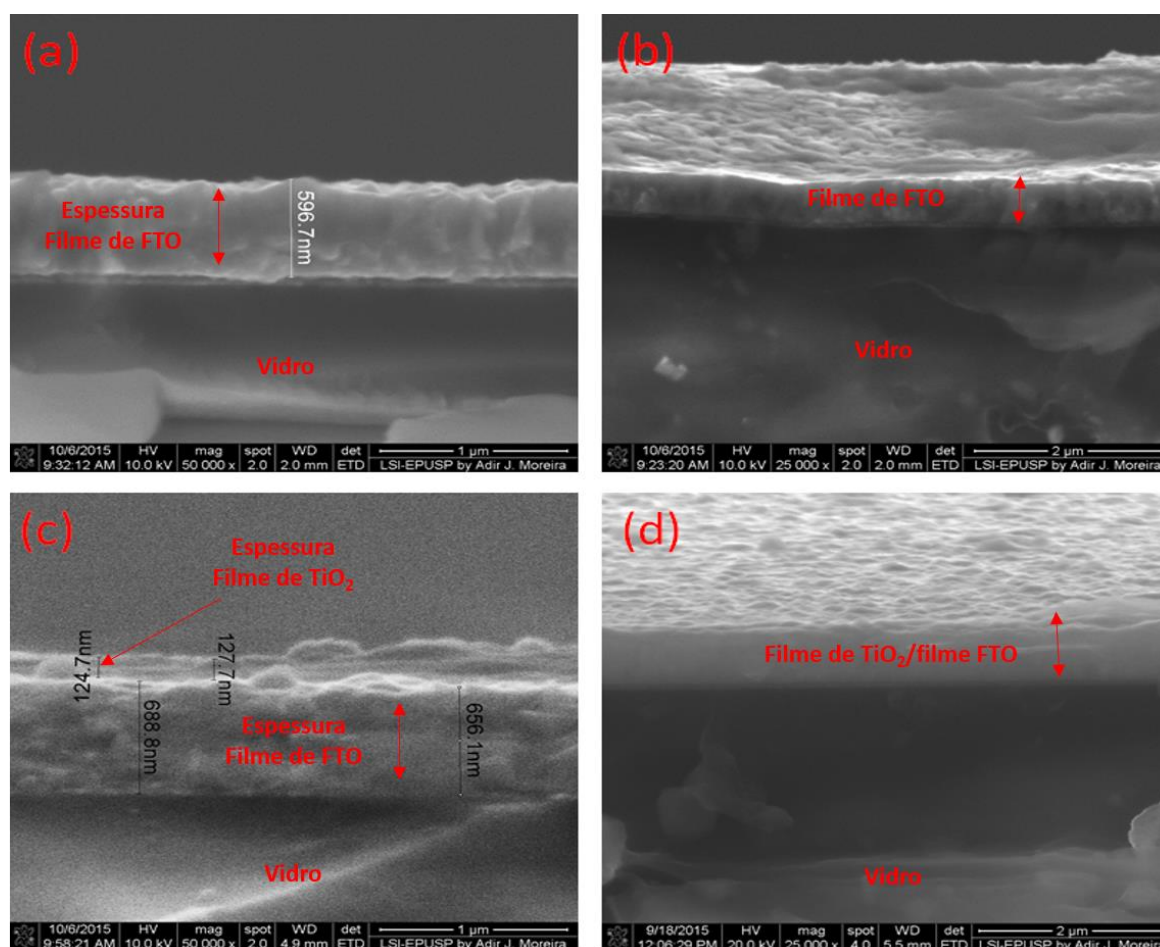 (a)
596.7nm
Espessura
Filme de FTO
Vidro
10/6/2015 HV mag spot WD det 1 µm
9:32:12 AM 10.0 kV 50 000 x 2.0 2.0 mm ETD LSI-EPUSP by Adir J. Moreira
(b)
Filme de FTO
Vidro
10/6/2015 HV mag spot WD det 2 µm
9:23:20 AM 10.0 kV 25 000 x 2.0 2.0 mm ETD LSI-EPUSP by Adir J. Moreira
(c)
Espessura
Filme de TiO₂
124.7nm
127.7nm
688.8nm
656.1nm
Espessura
Filme de FTO
Vidro
10/6/2015 HV mag spot WD det 1 µm
9:58:21 AM 10.0 kV 50 000 x 2.0 4.9 mm ETD LSI-EPUSP by Adir J. Moreira
(d)
Filme de TiO₂/filme FTO
Vidro
9/18/2015 HV mag spot WD det 2 µm
12:06:29 PM 20.0 kV 25 000 x 4.0 5.5 mm ETD LSI-EPUSP by Adir J. Moreira